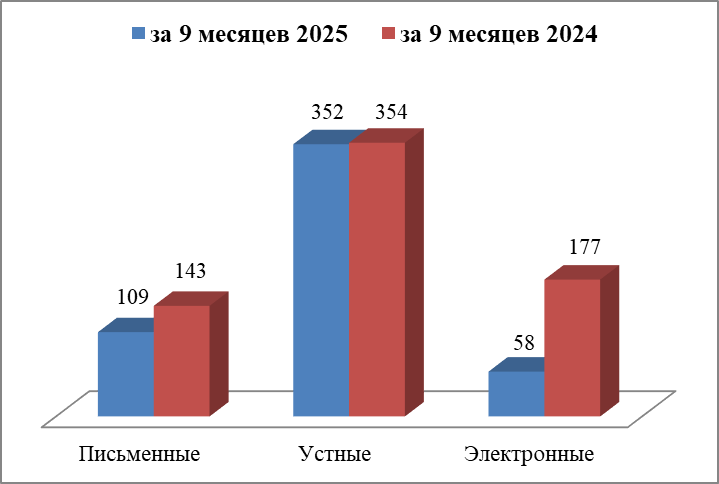 за 9 месяцев 2025 за 9 месяцев 2024
352 354
109 143
58 177
Письменные Устные Электронные